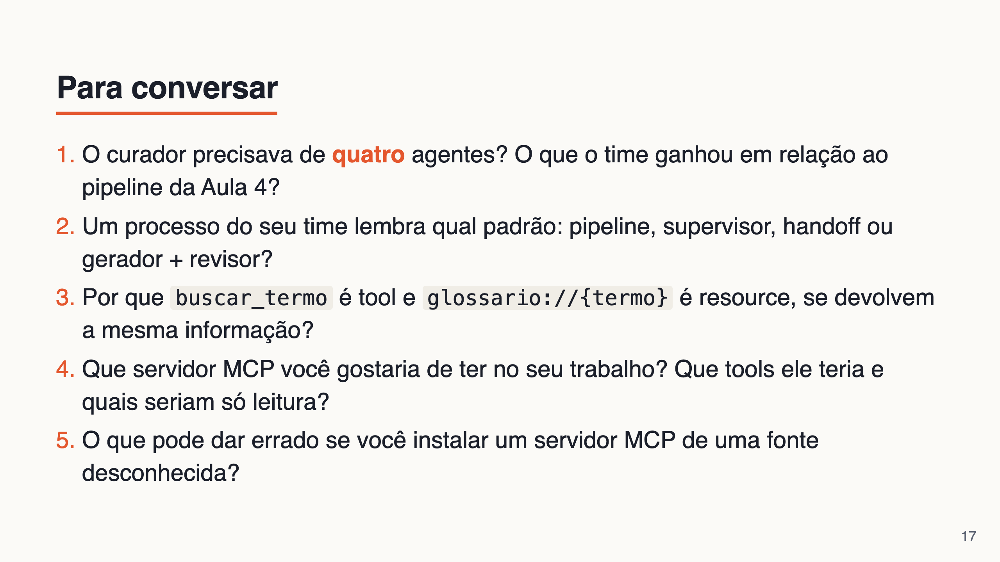 Para conversar
1. O curador precisava de quatro agentes? O que o time ganhou em relação ao
pipeline da Aula 4?
2. Um processo do seu time lembra qual padrão: pipeline, supervisor, handoff ou
gerador + revisor?
3. Por que buscar_termo é tool e glossario://{termo} é resource, se devolvem
a mesma informação?
4. Que servidor MCP você gostaria de ter no seu trabalho? Que tools ele teria e
quais seriam só leitura?
5. O que pode dar errado se você instalar um servidor MCP de uma fonte
desconhecida?
17